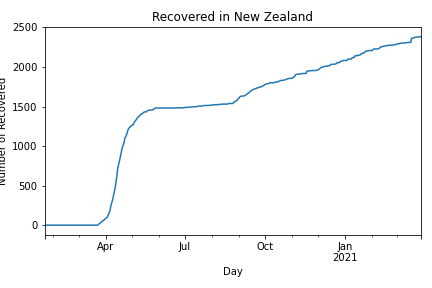 Recovered in New Zealand
2500
2000
1500
1000
500
0
Number of Recovered
Apr
Jul
Oct
Jan
2021
Day